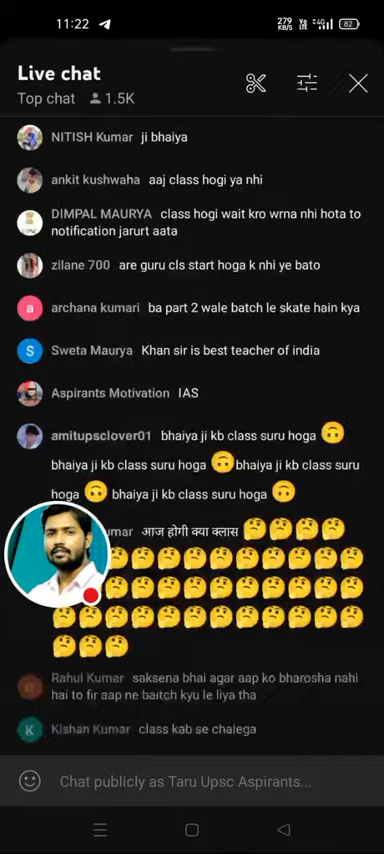 11:22
279 KB/S
Vo LTE
4G
82
Live chat
Top chat 1.5K
NITISH Kumar ji bhaiya
ankit kushwaha aaj class hogi ya nhi
DIMPAL MAURYA class hogi wait kro wrna nhi hota to
notification jarurt aata
zilane 700 are guru cls start hoga k nhi ye bato
a archana kumari ba part 2 wale batch le skate hain kya
S Sweta Maurya Khan sir is best teacher of india
Aspirants Motivation IAS
amitupsclover01 bhaiya ji kb class suru hoga 🙃
bhaiya ji kb class suru hoga 🙃bhaiya ji kb class suru
hoga 🙃 bhaiya ji kb class suru hoga 🙃
umar आज होगी क्या क्लास 🤔🤔🤔🤔
🤔🤔🤔🤔🤔🤔🤔🤔🤔🤔
🤔🤔🤔🤔🤔🤔🤔🤔🤔🤔
🤔🤔🤔🤔🤔🤔🤔🤔🤔🤔🤔🤔
🤔🤔🤔
R Rahul Kumar saksena bhai agar aap ko bharosha nahi
hai to fir aap ne baitch kyu le liya tha
K Kishan Kumar class kab se chalega
Chat publicly as Taru Upsc Aspirants...